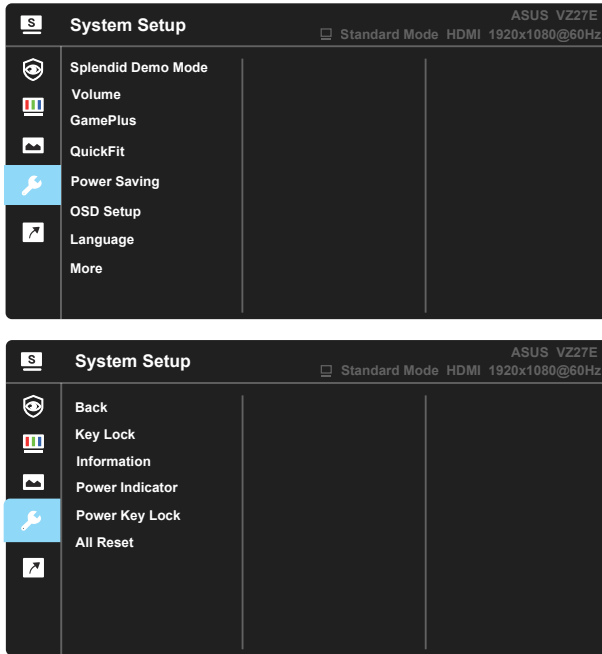 S
System Setup
ASUS VZ27E
Standard Mode HDMI 1920x1080@60Hz
Splendid Demo Mode
Volume
GamePlus
QuickFit
Power Saving
OSD Setup
Language
More
S
System Setup
ASUS VZ27E
Standard Mode HDMI 1920x1080@60Hz
Back
Key Lock
Information
Power Indicator
Power Key Lock
All Reset